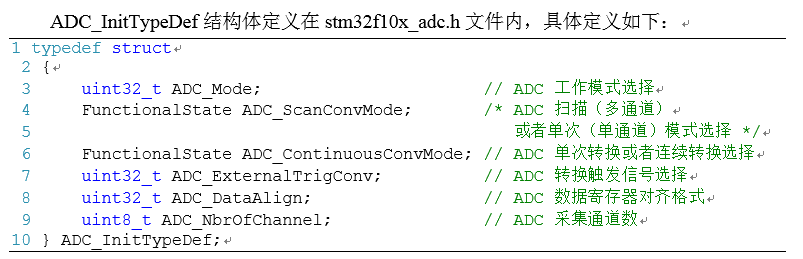 ADC_InitTypeDef 结构体定义在 stm32f10x_adc.h 文件内，具体定义如下：
1 typedef struct
2 {
3 uint32_t ADC_Mode; // ADC 工作模式选择
4 FunctionalState ADC_ScanConvMode; /* ADC 扫描（多通道）
5 或者单次（单通道）模式选择 */
6 FunctionalState ADC_ContinuousConvMode; // ADC 单次转换或者连续转换选择
7 uint32_t ADC_ExternalTrigConv; // ADC 转换触发信号选择
8 uint32_t ADC_DataAlign; // ADC 数据寄存器对齐格式
9 uint8_t ADC_NbrOfChannel; // ADC 采集通道数
10 } ADC_InitTypeDef;